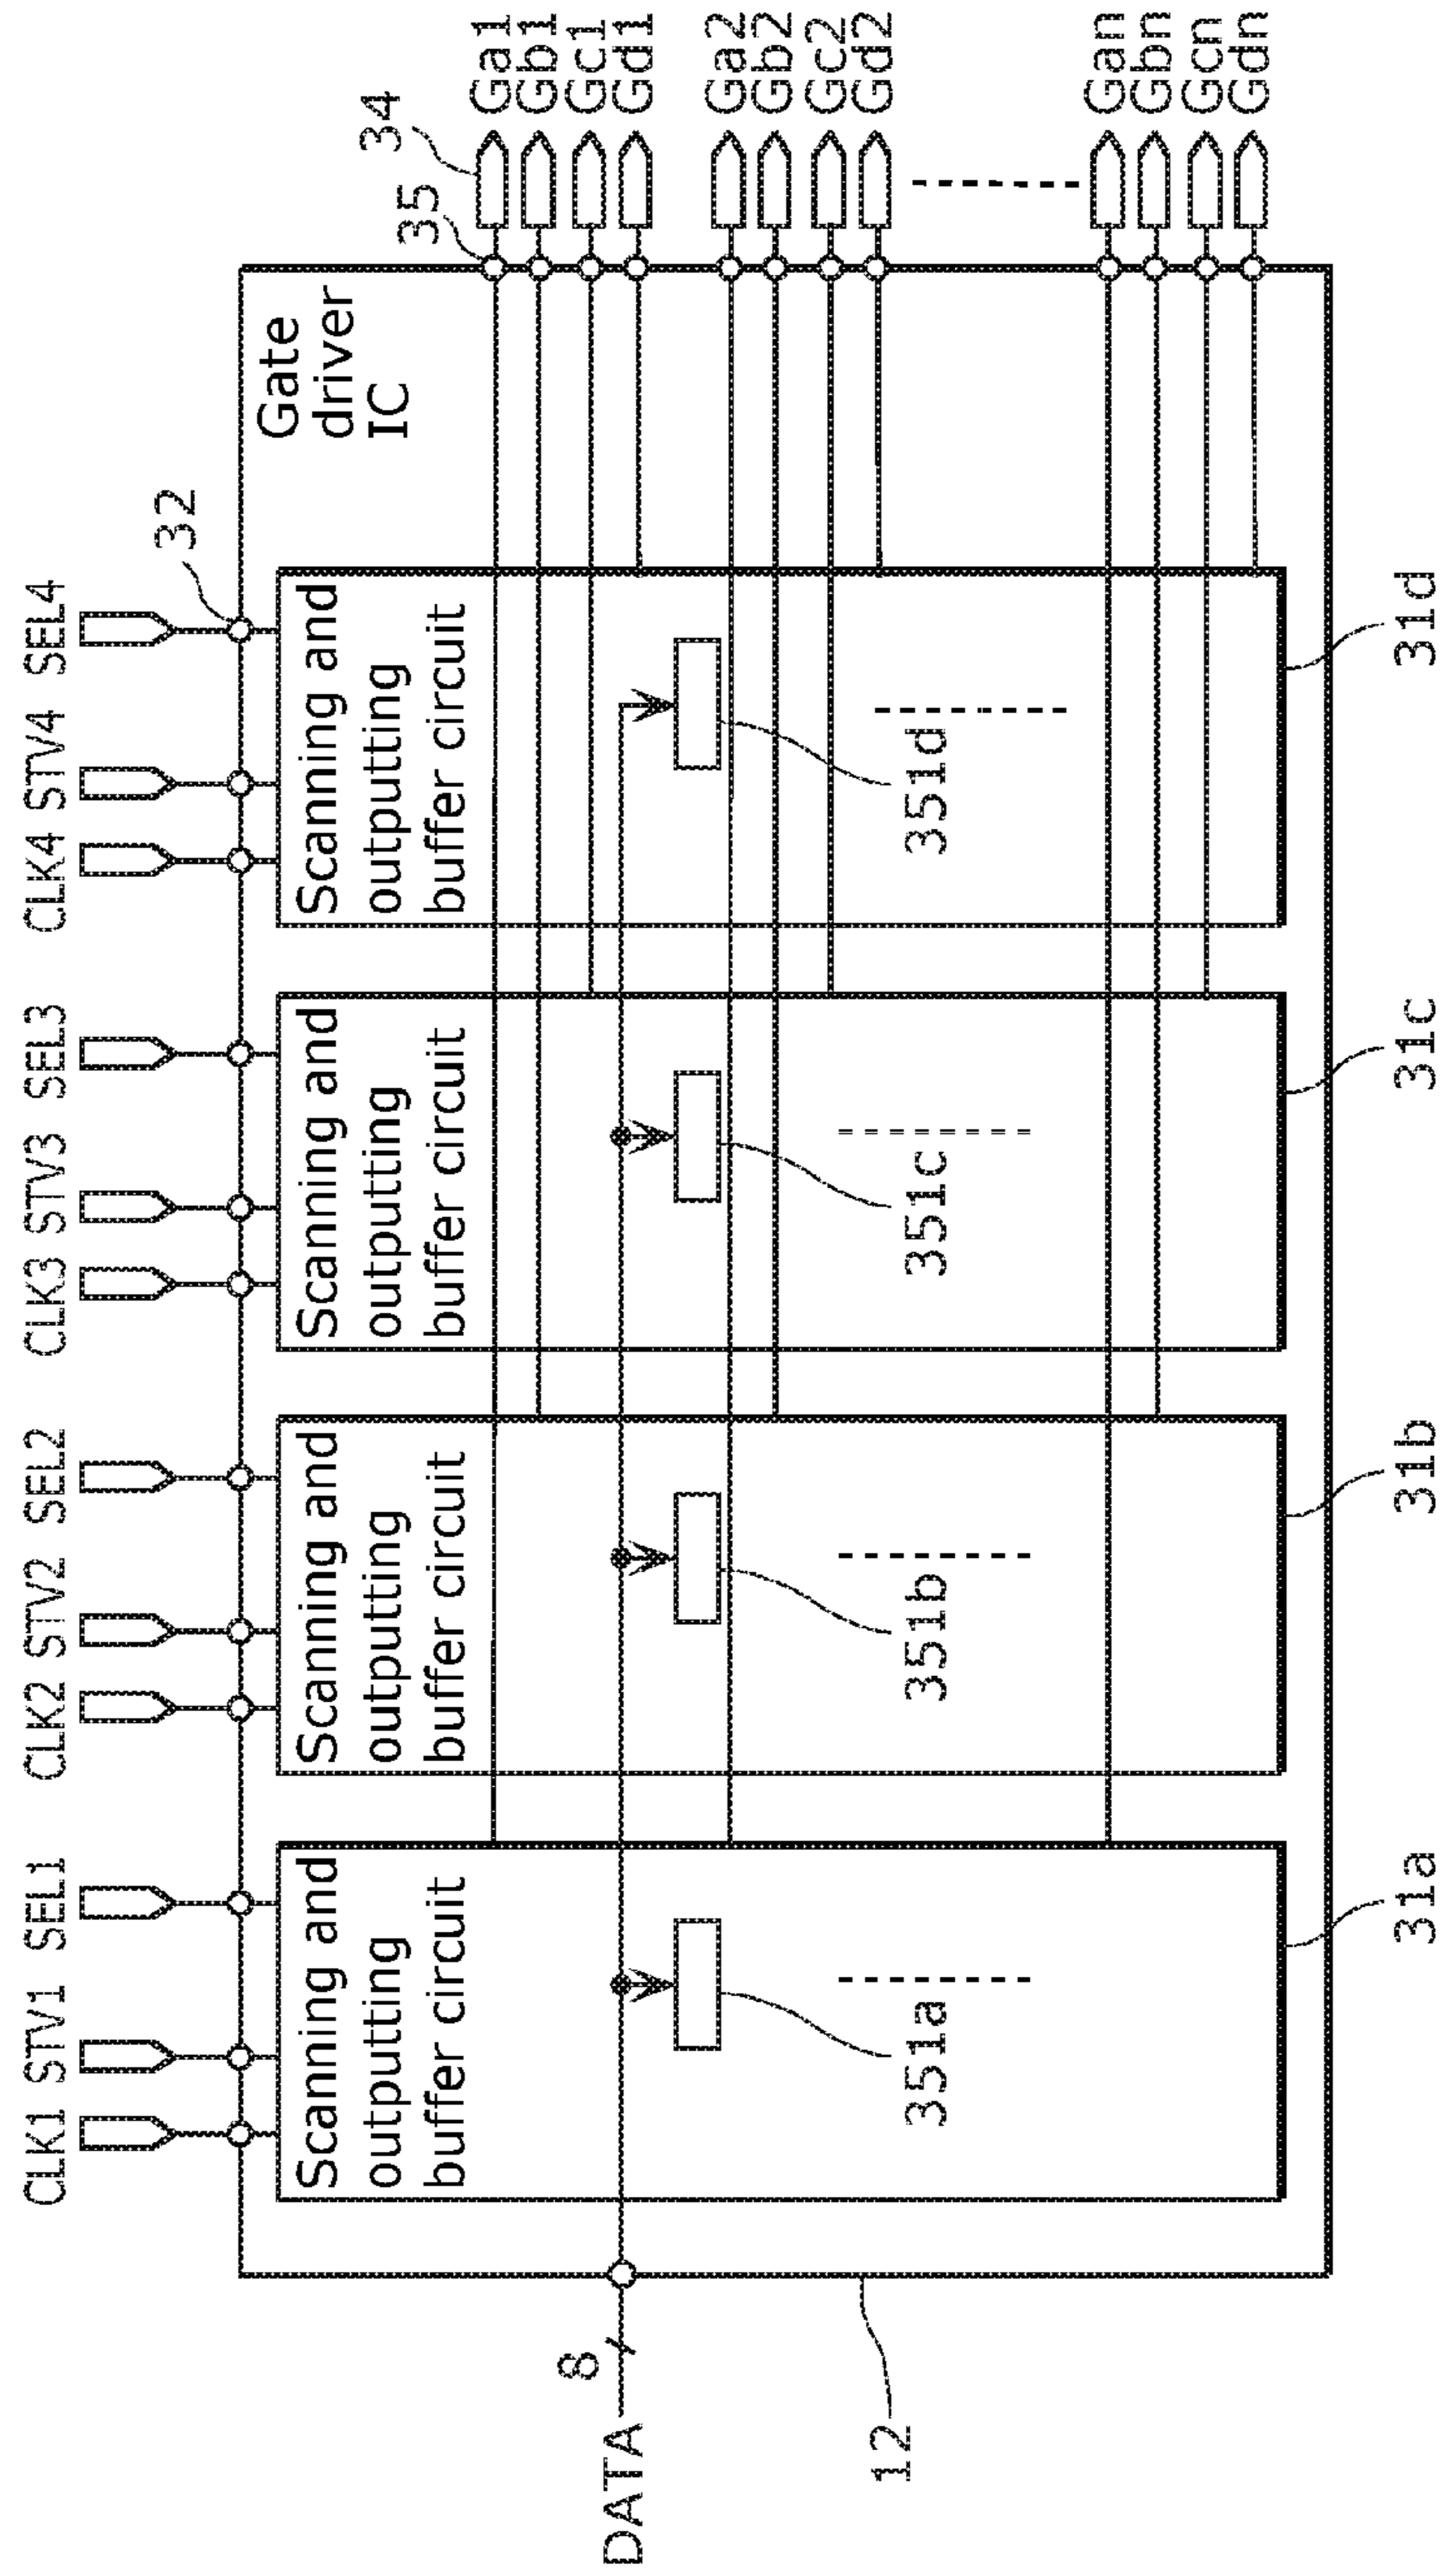 CLK1 STV1 SEL1
CLK2 STV2 SEL2
CLK3 STV3 SEL3
CLK4 STV4 SEL4
32
Gate
driver
IC
Scanning and
outputting
buffer circuit
Scanning and
outputting
buffer circuit
Scanning and
outputting
buffer circuit
Scanning and
outputting
buffer circuit
34
35
Ga1
Gb1
Gc1
Gd1
Ga2
Gb2
Gc2
Gd2
Gan
Gbn
Gcn
Gdn
DATA
8
12
351a
351b
351c
351d
31a
31b
31c
31d